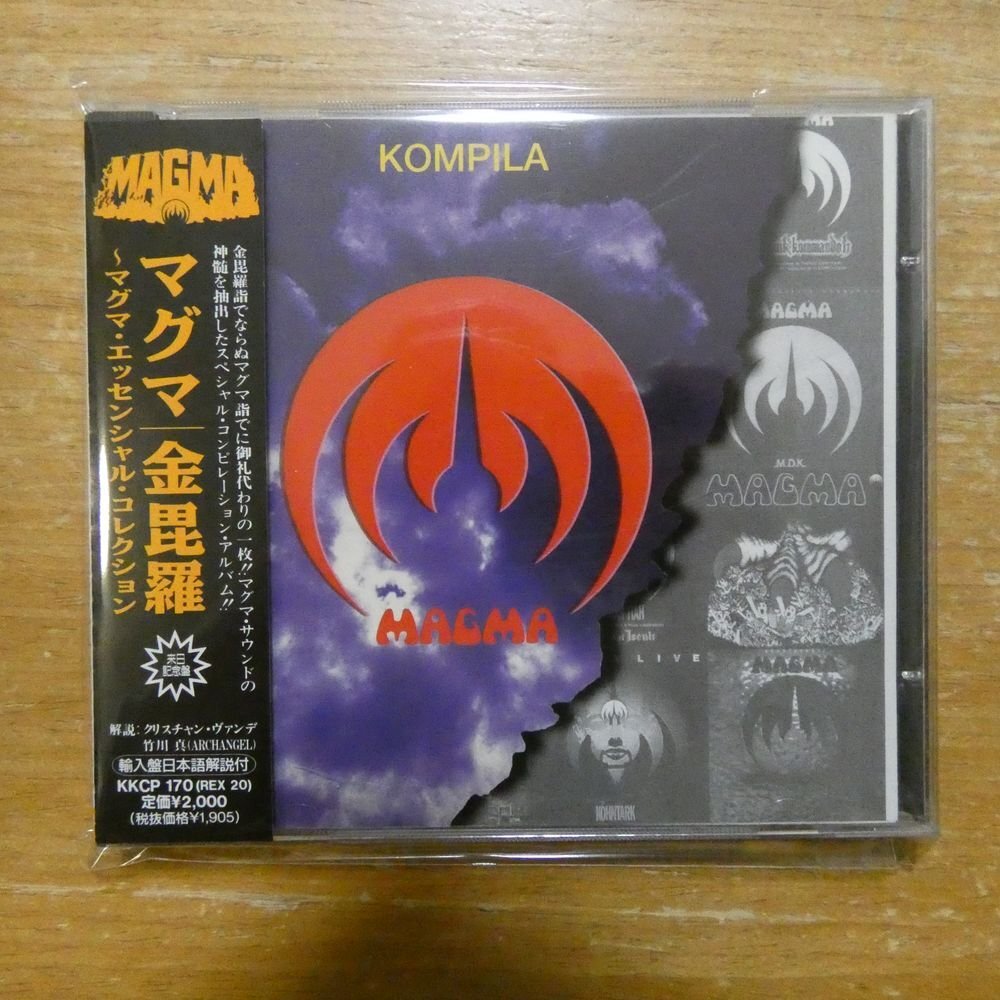 MAGMA
金毘羅詣でならぬマグマ詣でに御礼代わりの一枚!!マグマ・サウンドの
神髄を抽出したスペシャル・コンピレーション・アルバム!!
マグマ|金毘羅
〜マグマ・エッセンシャル・コレクション
来日
記念盤
解説:クリスチャン・ヴァンデ
竹川 真(ARCHANGEL)
輸入盤日本語解説付
KKCP 170(REX 20)
定価¥2,000
(税抜価格¥1,905)
KOMPILA
MAGMA
MAGMA
M.D.K.
MAGMA
LIVE
MAGMA
KOHNTARK